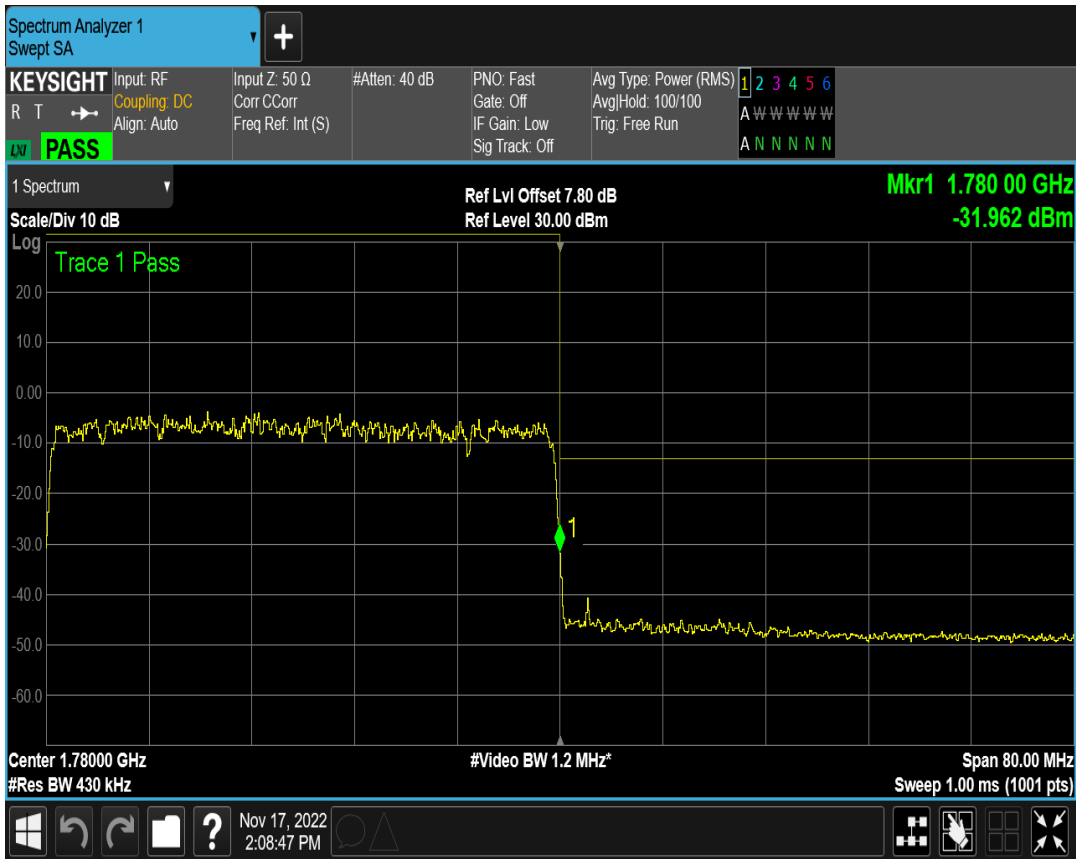 Spectrum Analyzer 1
Swept SA
+
KEYSIGHT
R T
LXI PASS
Input: RF
Coupling: DC
Align: Auto
Input Z: 50 Ω
Corr CCorr
Freq Ref: Int (S)
#Atten: 40 dB
PNO: Fast
Gate: Off
IF Gain: Low
Sig Track: Off
Avg Type: Power (RMS)
Avg|Hold: 100/100
Trig: Free Run
1 2 3 4 5 6
A W W W W W
A N N N N N
1 Spectrum
Scale/Div 10 dB
Ref Lvl Offset 7.80 dB
Ref Level 30.00 dBm
Mkr1 1.780 00 GHz
-31.962 dBm
Log
Trace 1 Pass
20.0
10.0
0.00
-10.0
-20.0
-30.0
-40.0
-50.0
-60.0
1
Center 1.78000 GHz
#Res BW 430 kHz
#Video BW 1.2 MHz*
Span 80.00 MHz
Sweep 1.00 ms (1001 pts)
?
Nov 17, 2022
2:08:47 PM